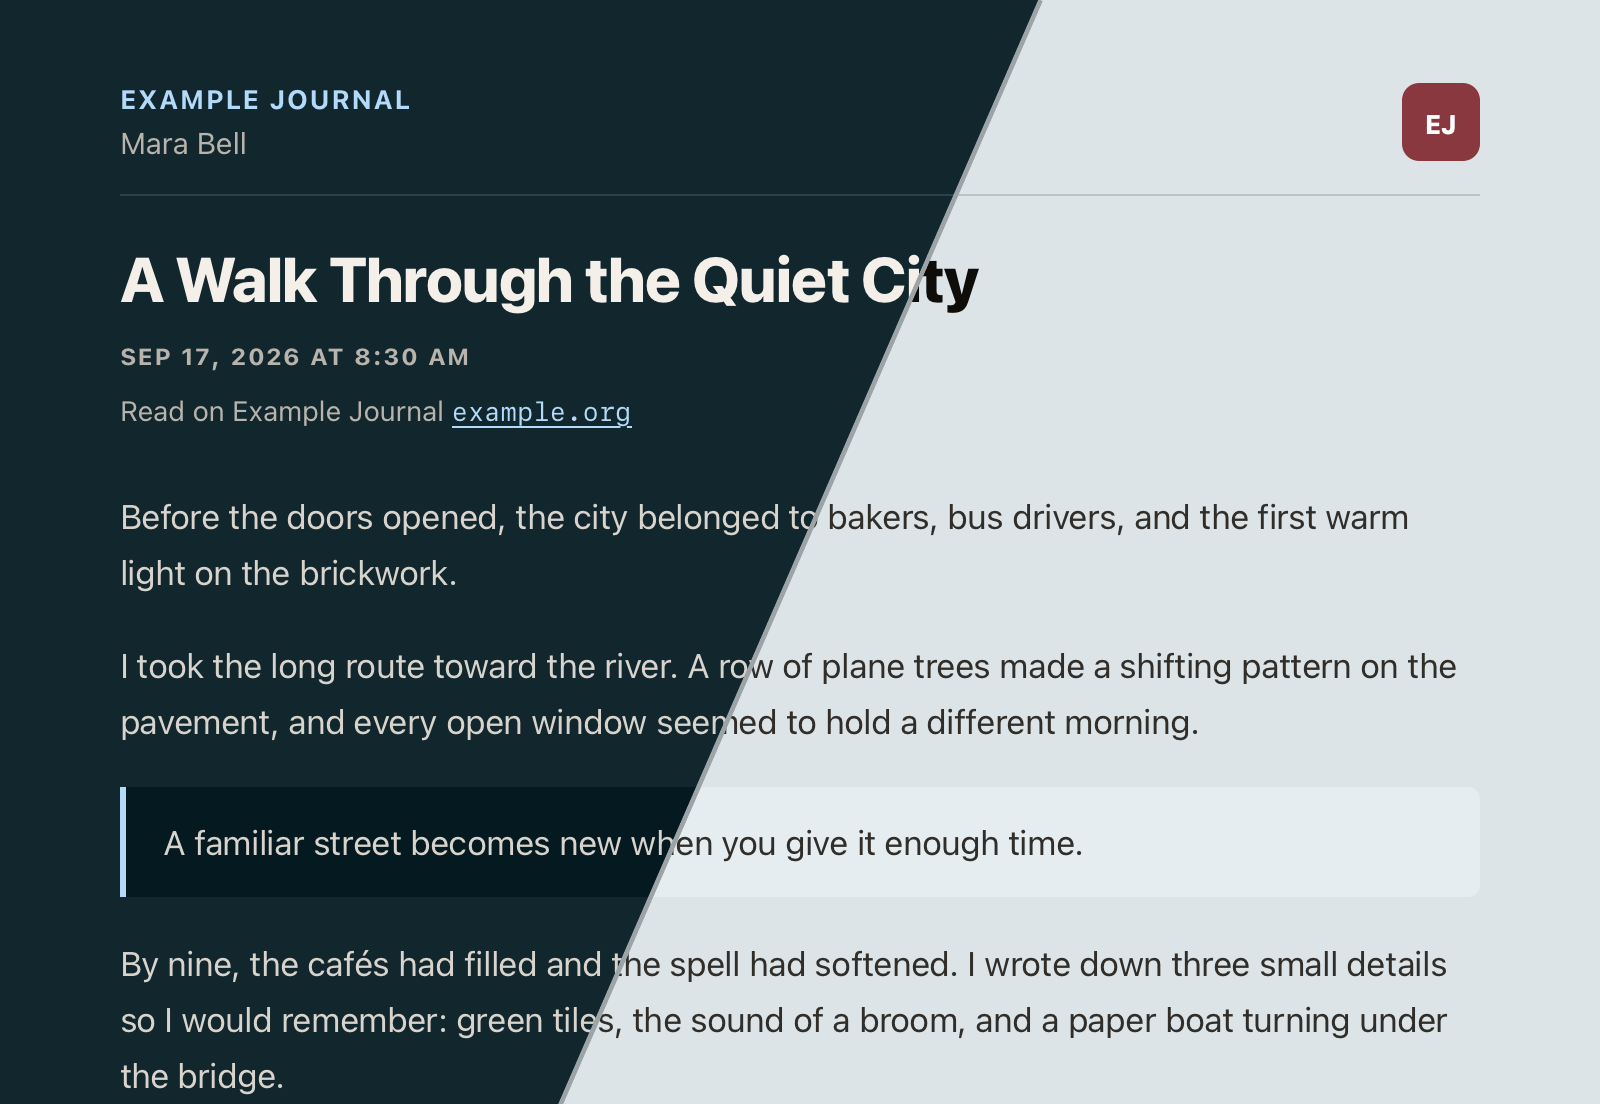 EXAMPLE JOURNAL
Mara Bell
EJ
A Walk Through the Quiet City
SEP 17, 2026 AT 8:30 AM
Read on Example Journal example.org
Before the doors opened, the city belonged to bakers, bus drivers, and the first warm
light on the brickwork.
I took the long route toward the river. A row of plane trees made a shifting pattern on the
pavement, and every open window seemed to hold a different morning.
A familiar street becomes new when you give it enough time.
By nine, the cafés had filled and the spell had softened. I wrote down three small details
so I would remember: green tiles, the sound of a broom, and a paper boat turning under
the bridge.